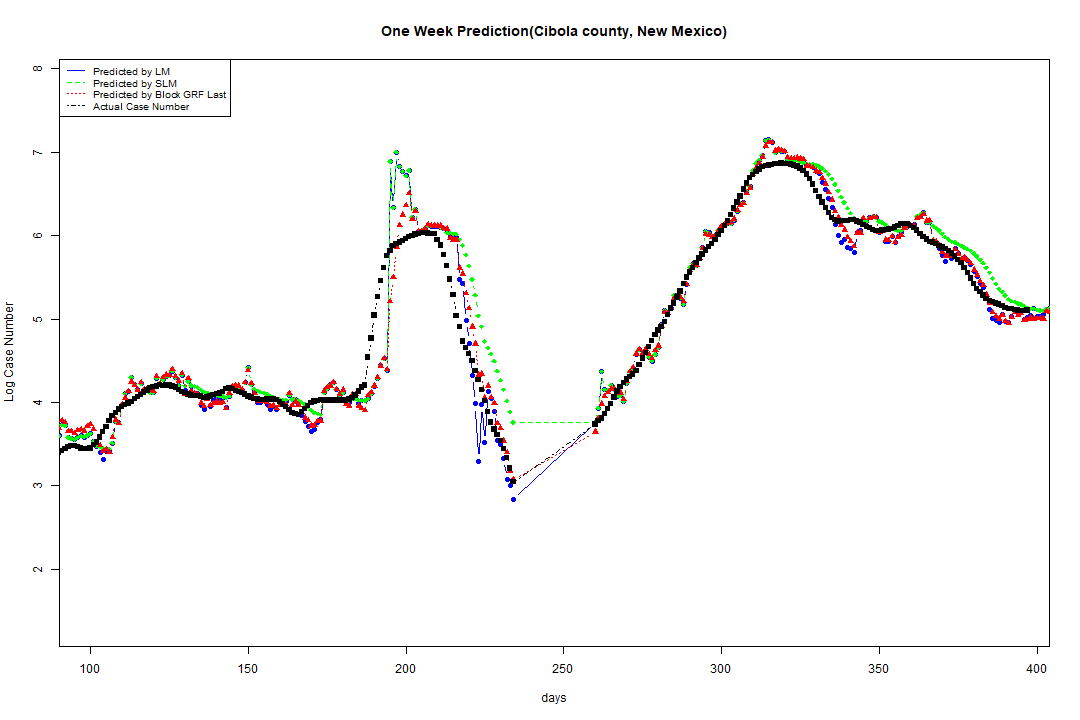 One Week Prediction(Cibola county, New Mexico)
Predicted by LM
Predicted by SLM
Predicted by Block GRF Last
Actual Case Number
8
7
6
5
4
3
2
Log Case Number
100 150 200 250 300 350 400
days